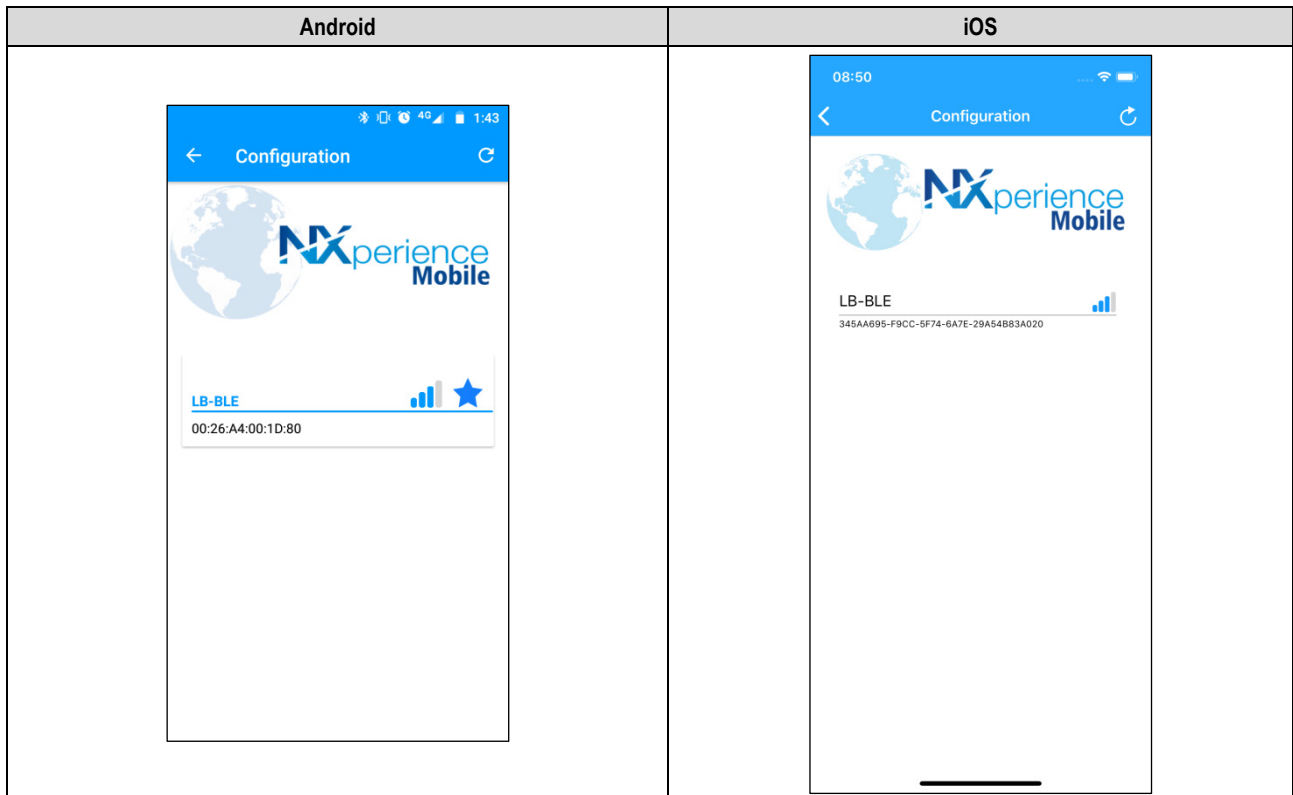 Android
iOS
4G 1:43
Configuration
NXperience
Mobile
LB-BLE
00:26:A4:00:1D:80
08:50
Configuration
NXperience
Mobile
LB-BLE
345AA695-F9CC-5F74-6A7E-29A54B83A020